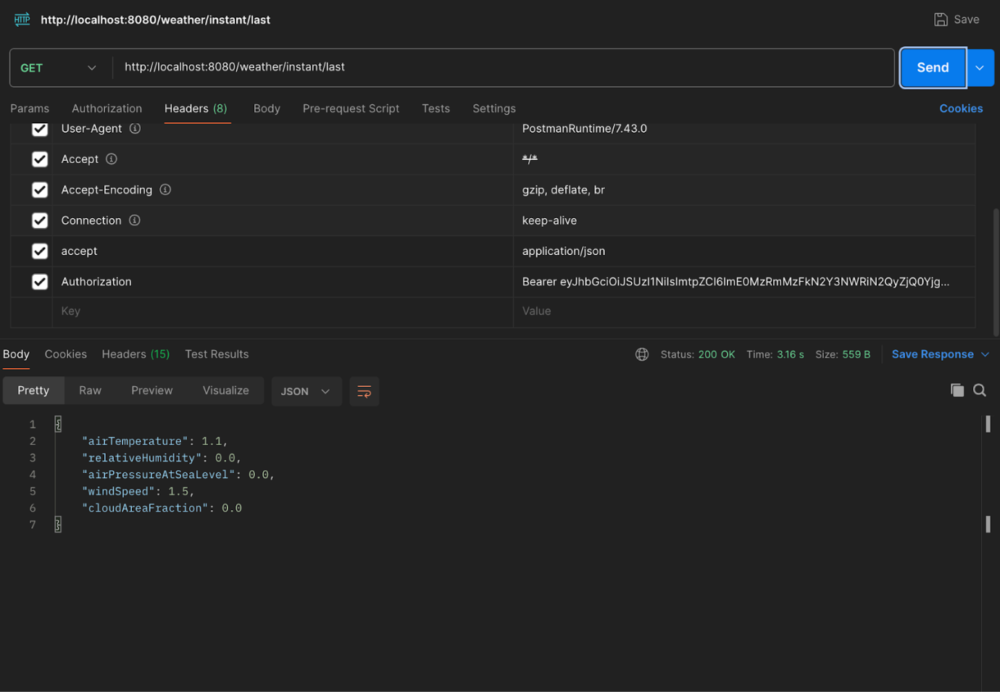 HTTP http://localhost:8080/weather/instant/last Save
GET http://localhost:8080/weather/instant/last Send
Params Authorization Headers (8) Body Pre-request Script Tests Settings Cookies
User-Agent PostmanRuntime/7.43.0
Accept */*
Accept-Encoding gzip, deflate, br
Connection keep-alive
accept application/json
Authorization Bearer eyJhbGciOiJSUzI1NiIsImtpZCI6ImE0MzRmMzFkN2Y3NWRiN2QyZjQ0Yjg...
Key Value
Body Cookies Headers (15) Test Results Status: 200 OK Time: 3.16 s Size: 559 B Save Response
Pretty Raw Preview Visualize JSON
1 {
2 "airTemperature": 1.1,
3 "relativeHumidity": 0.0,
4 "airPressureAtSeaLevel": 0.0,
5 "windSpeed": 1.5,
6 "cloudAreaFraction": 0.0
7 }